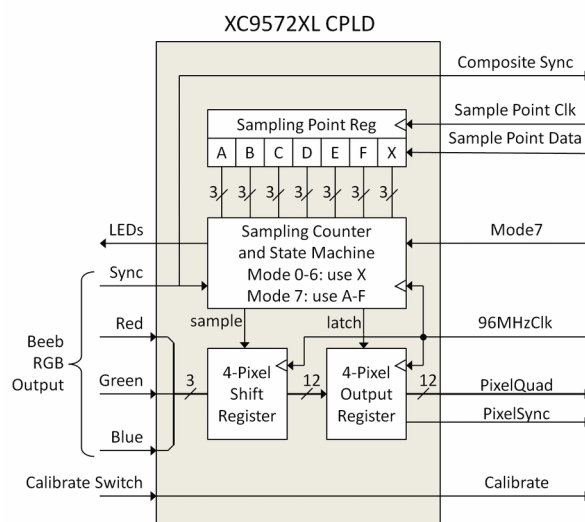 XC9572XL CPLD
Composite Sync
Sample Point Clk
Sampling Point Reg
Sample Point Data
A B C D E F X
3 3 3 3 3 3 3
LEDs
Sampling Counter
and State Machine
Mode 0-6: use X
Mode 7: use A-F
Mode7
Sync
sample
latch
96MHzClk
Beeb
RGB
Output
Red
Green
Blue
3
4-Pixel
Shift
Register
12
4-Pixel
Output
Register
12
PixelQuad
PixelSync
Calibrate Switch
Calibrate